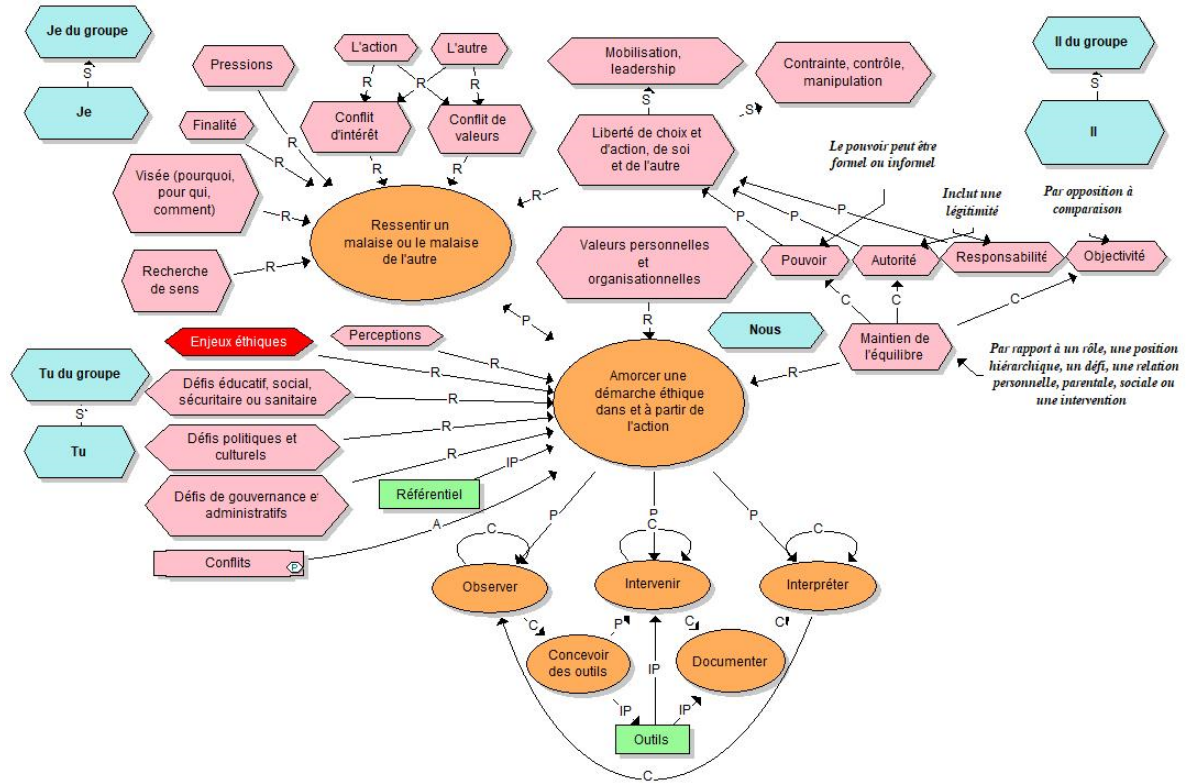 Je du groupe
S
Je
Pressions
R
Finalité
R
Visée (pourquoi,
pour qui,
comment)
R
Recherche
de sens
R
L'action
L'autre
R
R
R
Conflit
d'intérêt
Conflit de
valeurs
R
R
Ressentir un
malaise ou le malaise
de l'autre
Mobilisation,
leadership
S
Contrainte, contrôle,
manipulation
S
Liberté de choix et
d'action, de soi
et de l'autre
R
Il du groupe
S
Il
Le pouvoir peut être
formel ou informel
Inclut une
légitimité
Par opposition à
comparaison
P
P
P
Pouvoir
Autorité
Responsabilité
Objectivité
C
C
C
Maintien de
l'équilibre
R
Par rapport à un rôle, une position
hiérarchique, un défi, une relation
personnelle, parentale, sociale ou
une intervention
Valeurs personnelles
et
organisationnelles
R
Nous
P
Enjeux éthiques
R
Perceptions
R
Tu du groupe
S
Tu
Défis éducatif, social,
sécuritaire ou sanitaire
R
Défis politiques et
culturels
R
Défis de gouvernance et
administratifs
R
Référentiel
IP
Conflits
P
A
Amorcer une
démarche éthique
dans et à partir de
l'action
P
P
P
C
C
C
Observer
Intervenir
Interpréter
C
P
C
C
Concevoir
des outils
Documenter
IP
IP
IP
Outils
C